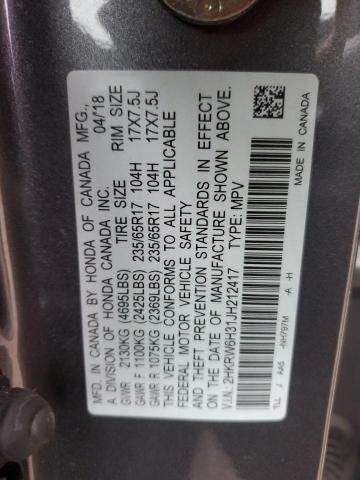 MFD. IN CANADA BY HONDA OF CANADA MFG.,
A DIVISION OF HONDA CANADA INC. 04/18
GVWR 2130KG (4695LBS) TIRE SIZE RIM SIZE
GAWR F 1100KG (2425LBS) 235/65R17 104H 17X7.5J
GAWR R 1075KG (2369LBS) 235/65R17 104H 17X7.5J
THIS VEHICLE CONFORMS TO ALL APPLICABLE
FEDERAL MOTOR VEHICLE SAFETY
AND THEFT PREVENTION STANDARDS IN EFFECT
ON THE DATE OF MANUFACTURE SHOWN ABOVE.
V.I.N.: 2HKRW6H31JH212417 TYPE: MPV
TLL J AA6 -NH797M -A -H
MADE IN CANADA